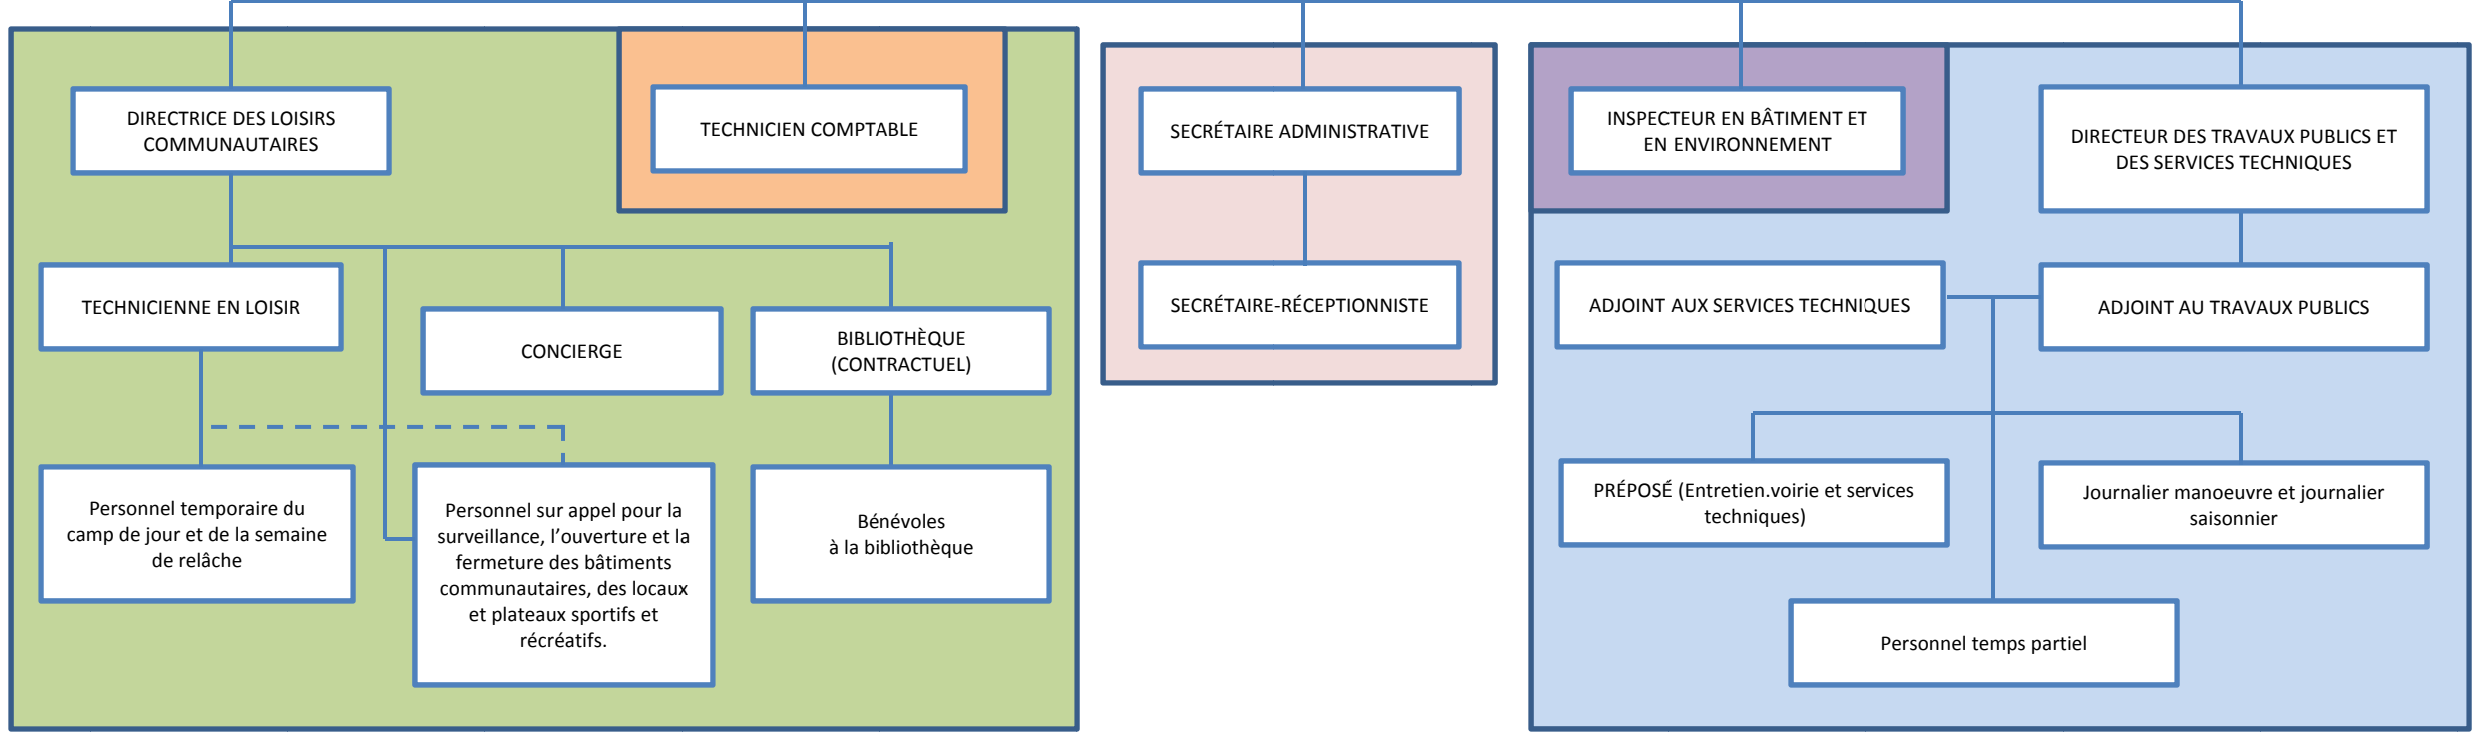 DIRECTRICE DES LOISIRS
COMMUNAUTAIRES
TECHNICIEN COMPTABLE
SECRÉTAIRE ADMINISTRATIVE
INSPECTEUR EN BÂTIMENT ET
EN ENVIRONNEMENT
DIRECTEUR DES TRAVAUX PUBLICS ET
DES SERVICES TECHNIQUES
TECHNICIENNE EN LOISIR
CONCIERGE
BIBLIOTHÈQUE
(CONTRACTUEL)
SECRÉTAIRE-RÉCEPTIONNISTE
ADJOINT AUX SERVICES TECHNIQUES
ADJOINT AU TRAVAUX PUBLICS
Personnel temporaire du
camp de jour et de la semaine
de relâche
Personnel sur appel pour la
surveillance, l’ouverture et la
fermeture des bâtiments
communautaires, des locaux
et plateaux sportifs et
récréatifs.
Bénévoles
à la bibliothèque
PRÉPOSÉ (Entretien.voirie et services
techniques)
Journalier manoeuvre et journalier
saisonnier
Personnel temps partiel